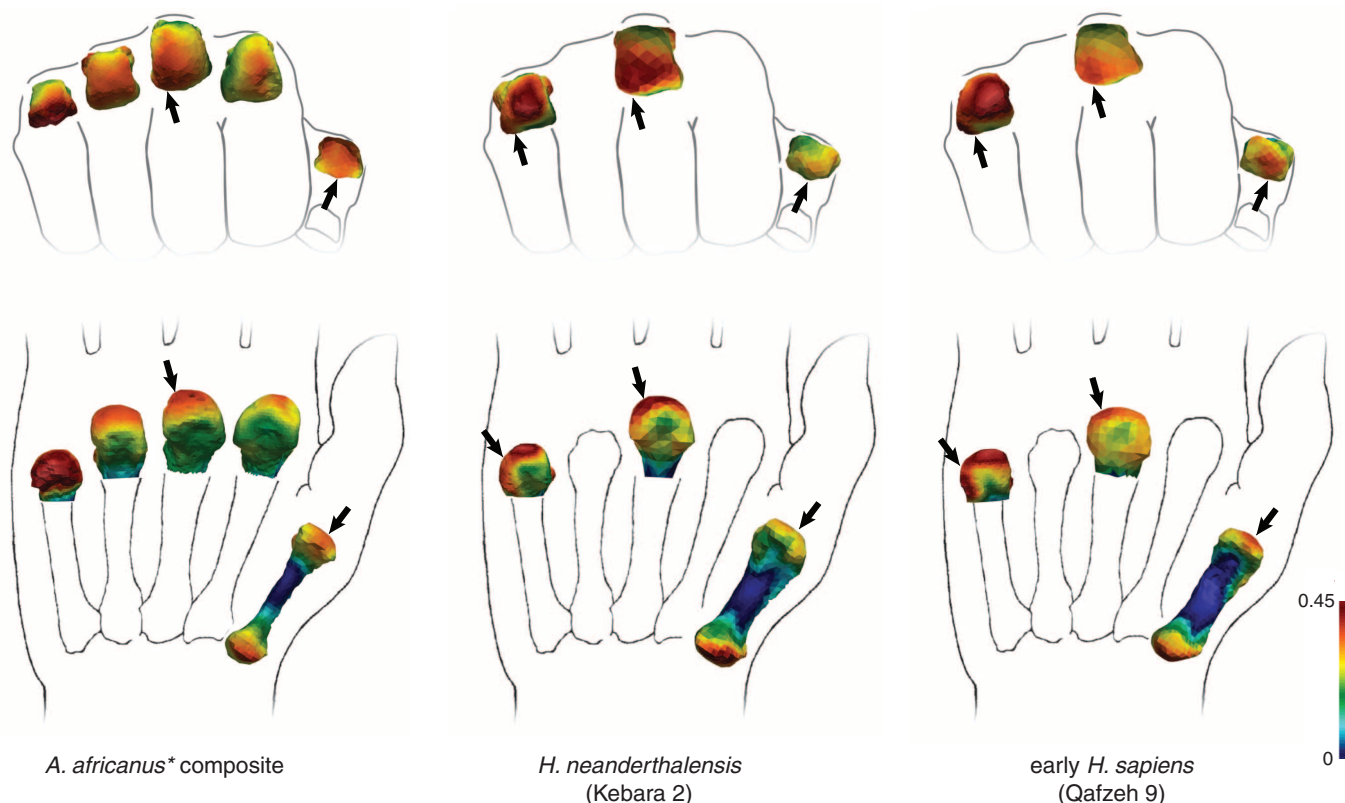 0.45
0
A. africanus* composite
H. neanderthalensis
(Kebara 2)
early H. sapiens
(Qafzeh 9)